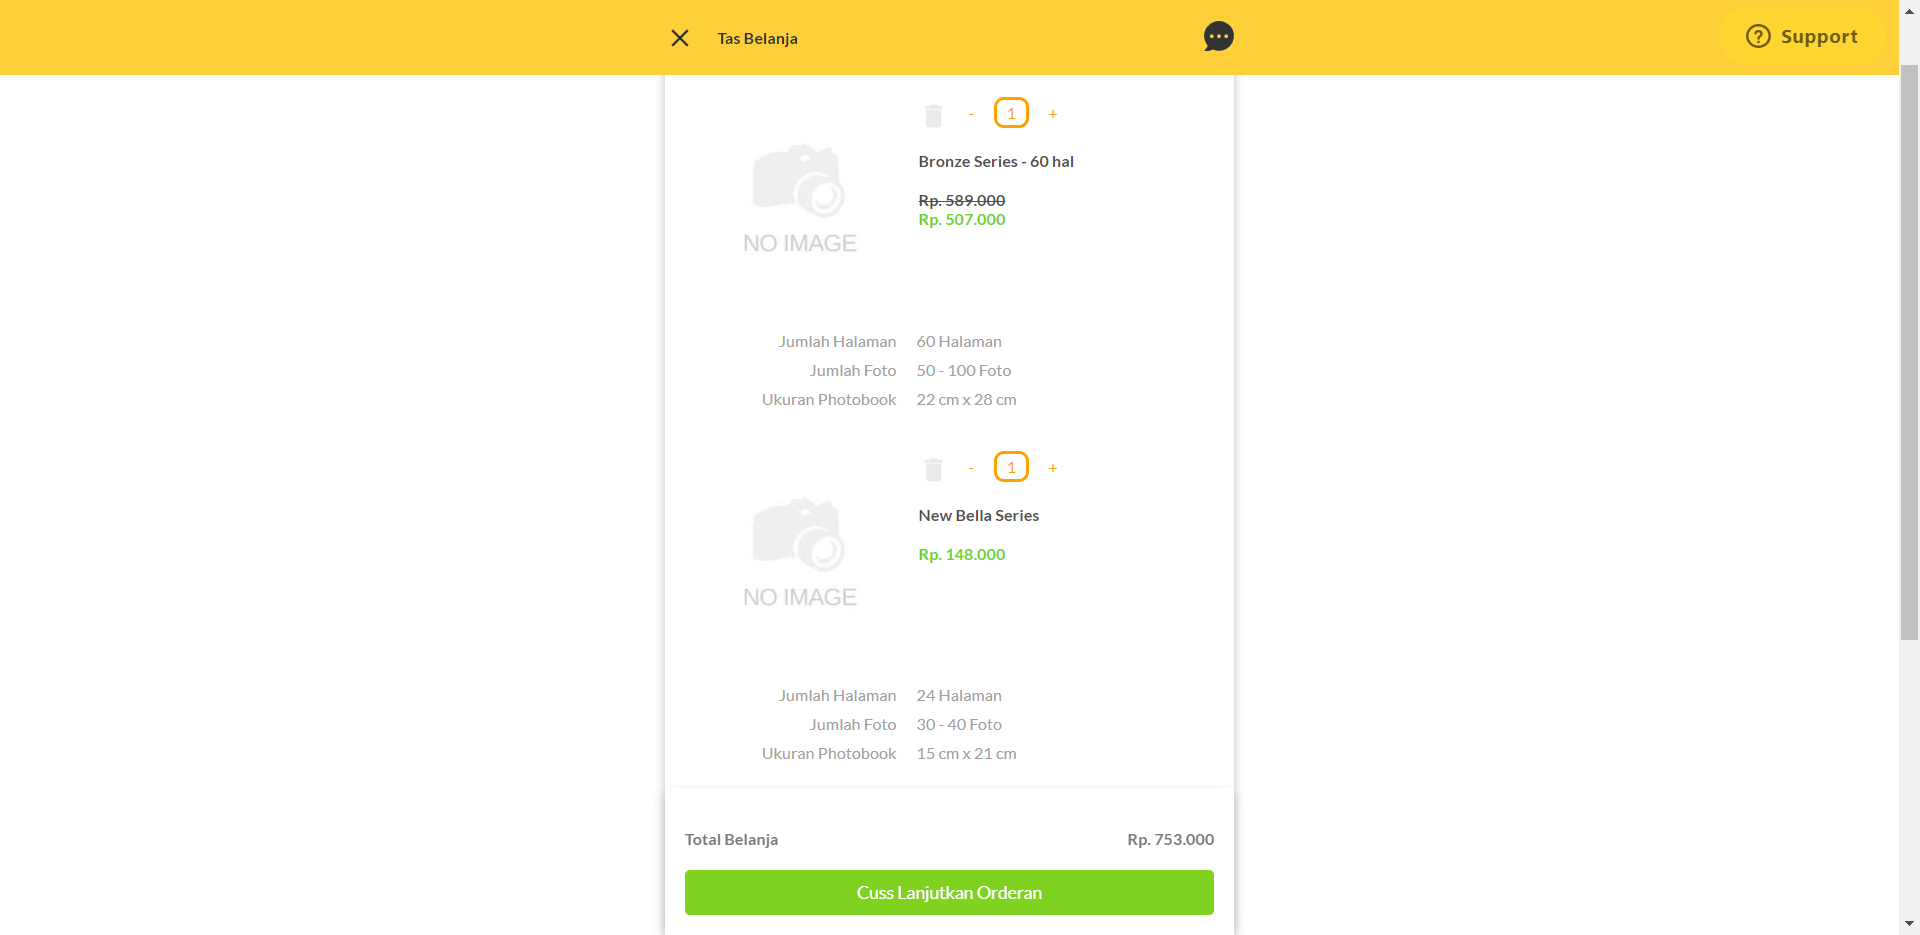 Tas Belanja
Support
- 1 +
Bronze Series - 60 hal
Rp. 589.000
Rp. 507.000
NO IMAGE
Jumlah Halaman 60 Halaman
Jumlah Foto 50 - 100 Foto
Ukuran Photobook 22 cm x 28 cm
- 1 +
New Bella Series
Rp. 148.000
NO IMAGE
Jumlah Halaman 24 Halaman
Jumlah Foto 30 - 40 Foto
Ukuran Photobook 15 cm x 21 cm
Total Belanja Rp. 753.000
Cuss Lanjutkan Orderan